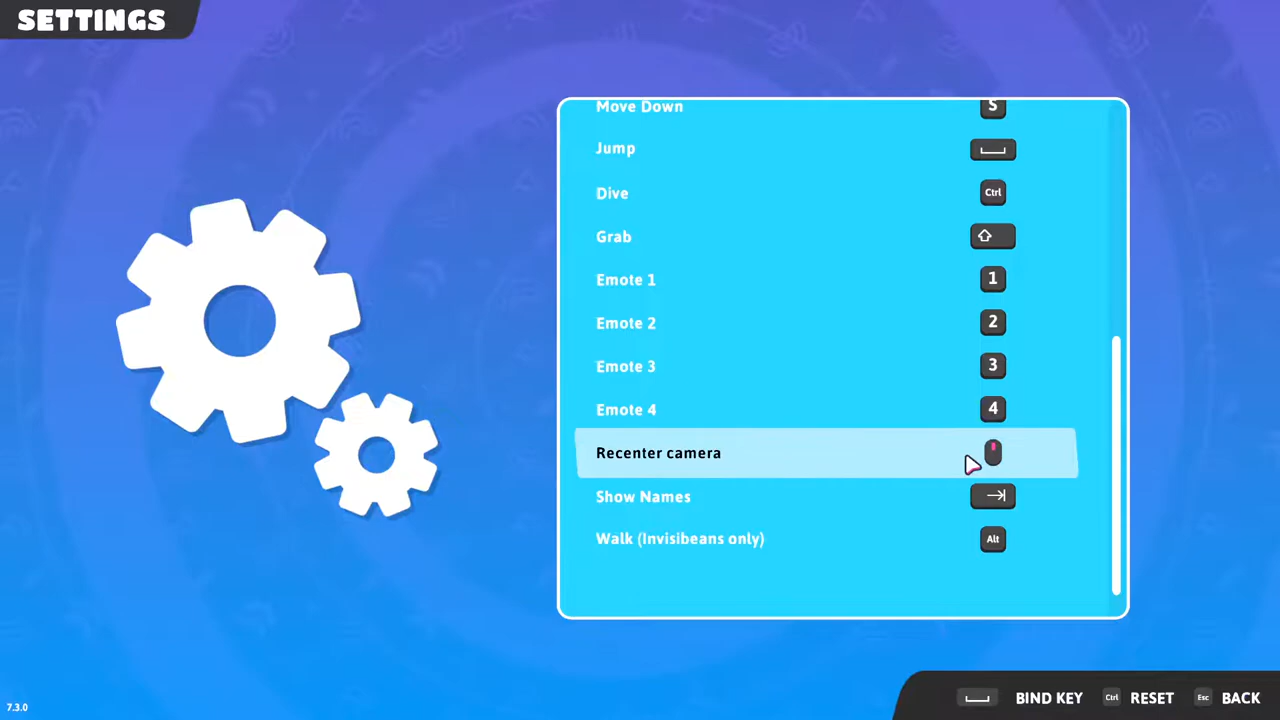 SETTINGS
Move Down S
Jump
Dive Ctrl
Grab
Emote 1 1
Emote 2 2
Emote 3 3
Emote 4 4
Recenter camera
Show Names
Walk (Invisibeans only) Alt
BIND KEY Ctrl RESET Esc BACK
7.3.0